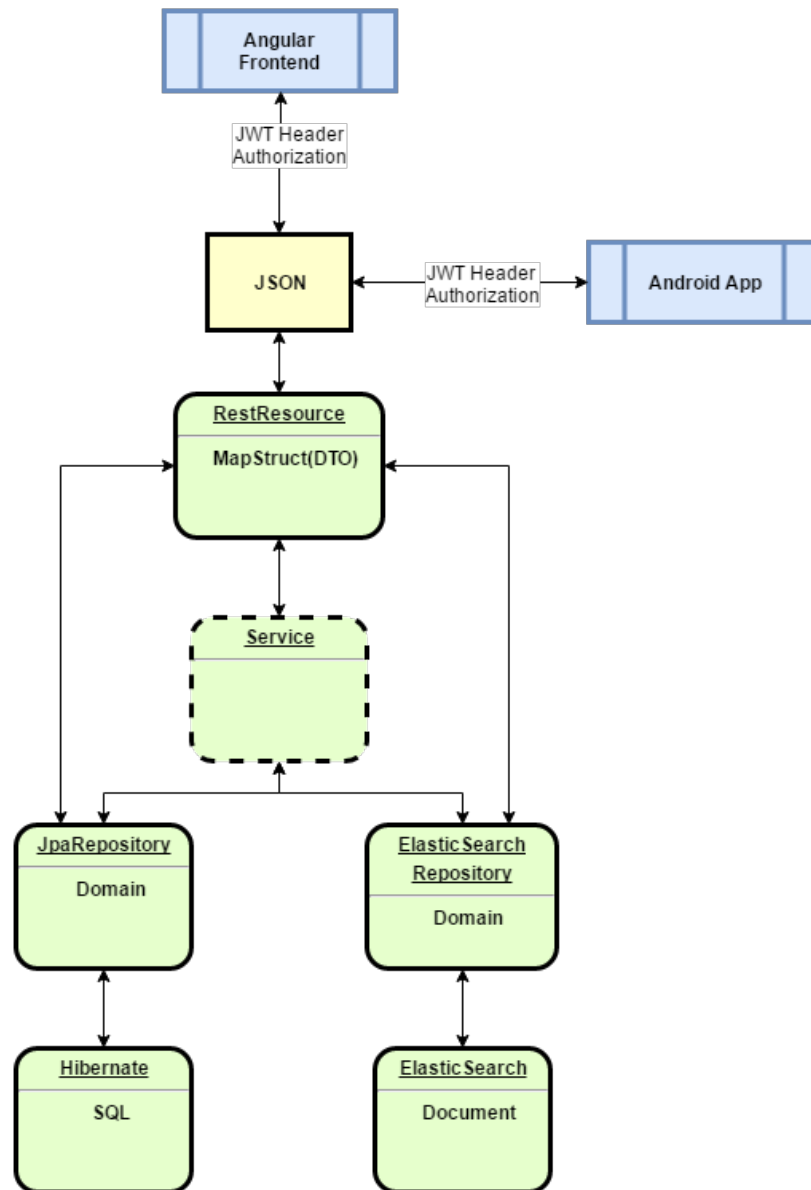 Angular
Frontend
JWT Header
Authorization
JSON
JWT Header
Authorization
Android App
RestResource
MapStruct(DTO)
Service
JpaRepository
Domain
ElasticSearch
Repository
Domain
Hibernate
SQL
ElasticSearch
Document